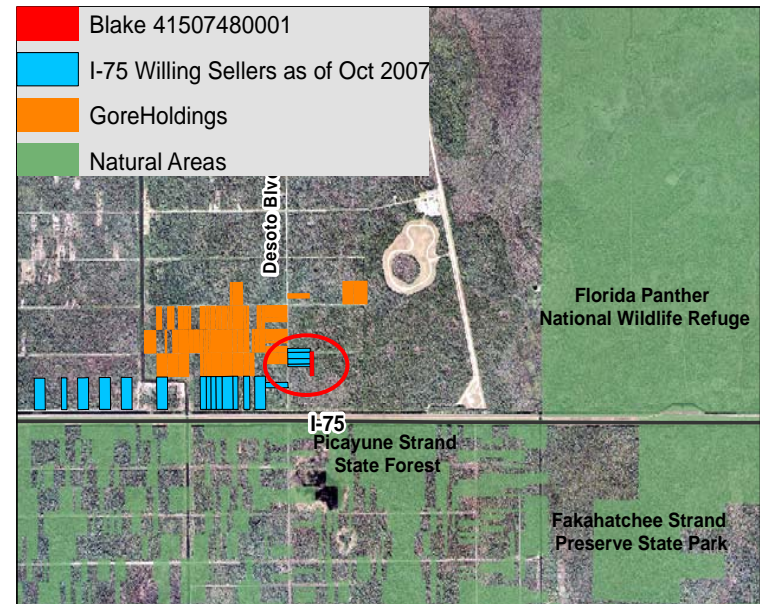 Blake 41507480001
I-75 Willing Sellers as of Oct 2007
GoreHoldings
Natural Areas
Desoto Blv
Florida Panther
National Wildlife Refuge
I-75
Picayune Strand
State Forest
Fakahatchee Strand
Preserve State Park